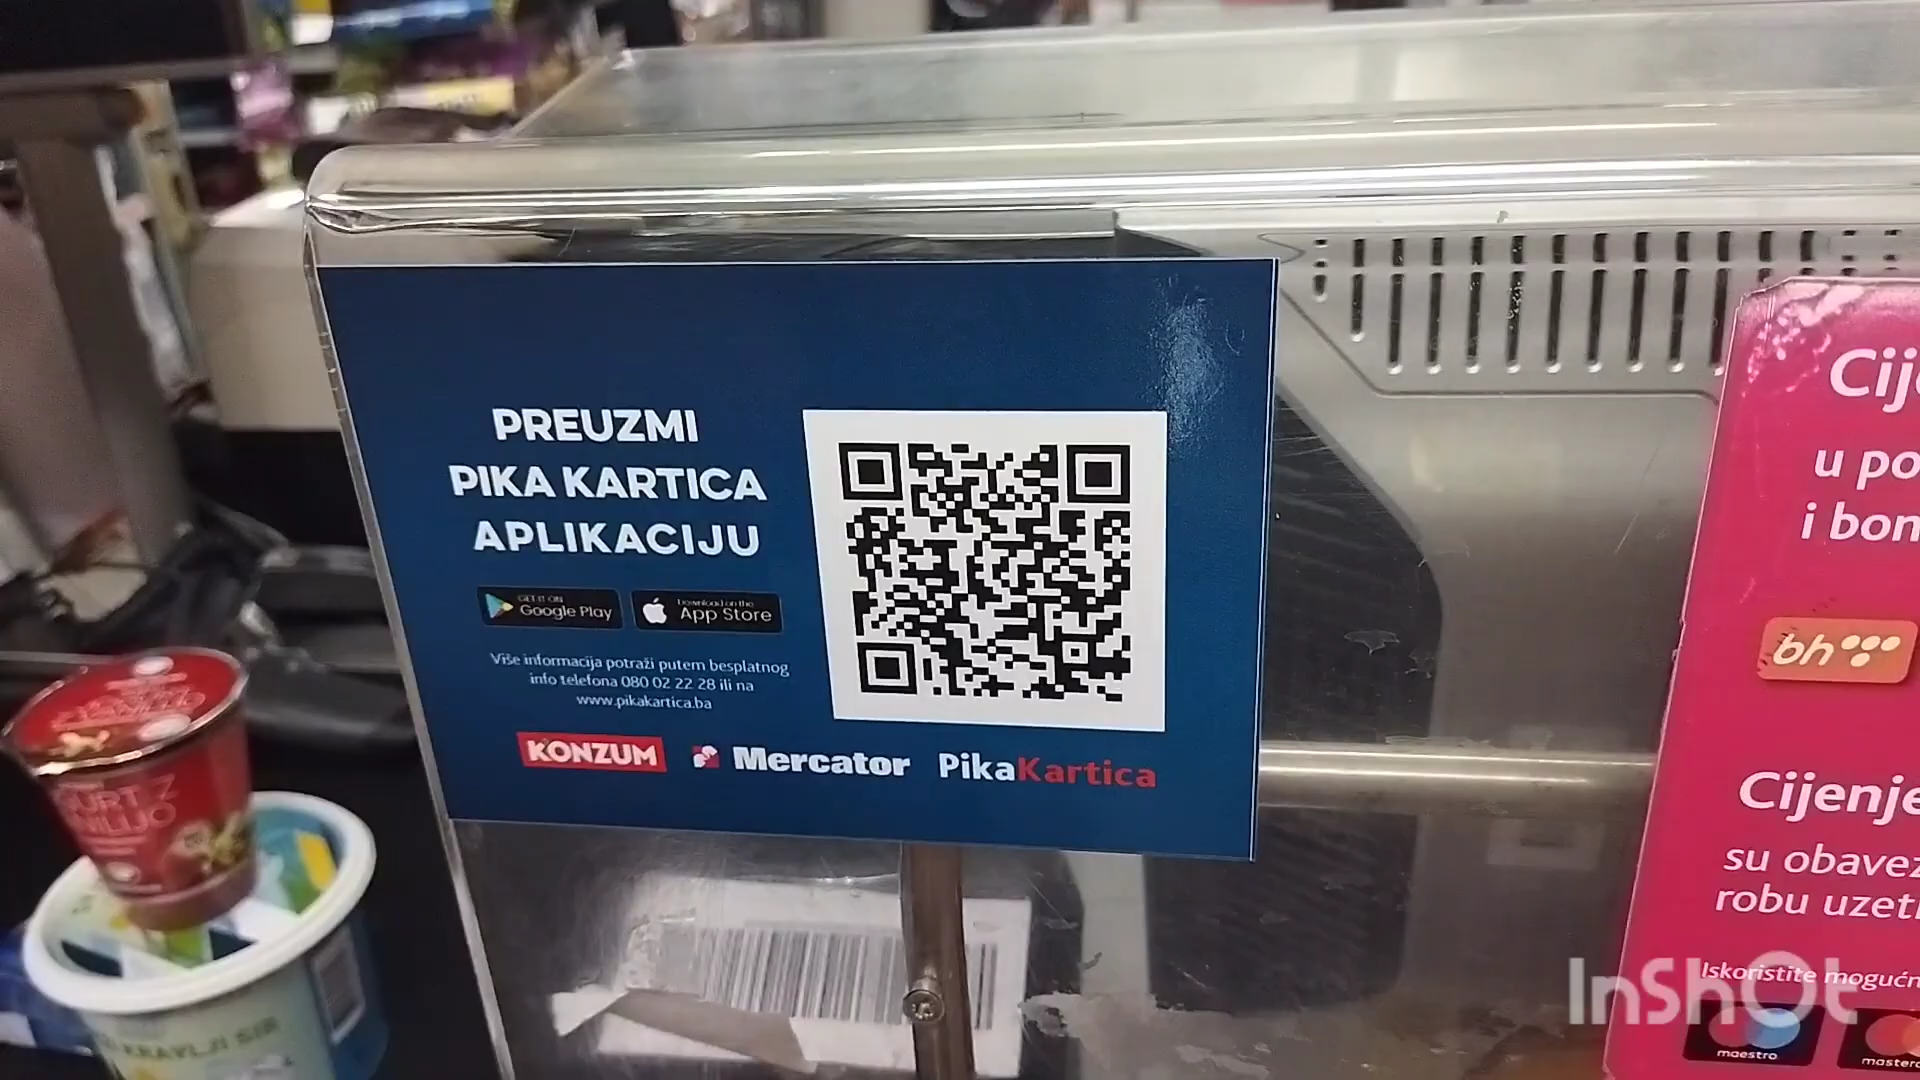 PREUZMI
PIKA KARTICA
APLIKACIJU
GET IT ON
Google Play
Download on the
App Store
Više informacija potraži putem besplatnog
info telefona 080 02 22 28 ili na
www.pikakartica.ba
KONZUM
Mercator
PikaKartica
u po
i bon
bh
Cijenje
su obavez
robu uzet
Iskoristite mogućn
maestro
KRAVLJI SIR
InShOt